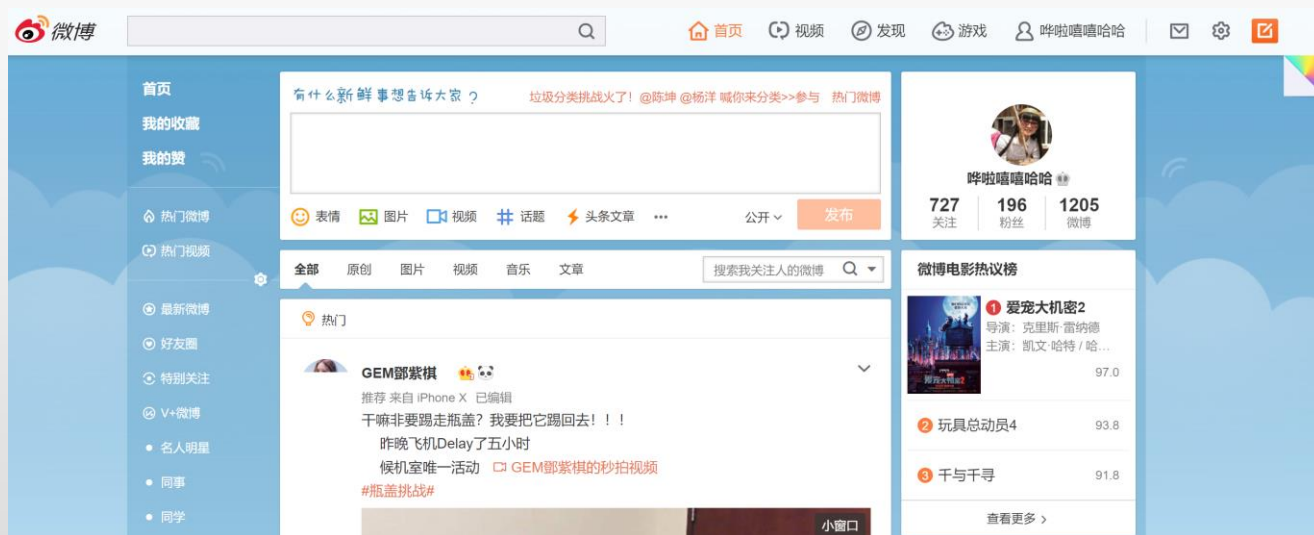 微博
首页 视频 发现 游戏 哗啦嘻嘻哈哈
首页
我的收藏
我的赞
热门微博
热门视频
最新微博
好友圈
特别关注
V+微博
名人明星
同事
同学
有什么新鲜事想告诉大家?
垃圾分类挑战火了!@陈坤 @杨洋 喊你来分类>>参与 热门微博
表情 图片 视频 话题 头条文章 ··· 公开 发布
全部 原创 图片 视频 音乐 文章 搜索我关注人的微博
热门
GEM鄧紫棋
推荐 来自 iPhone X 已编辑
干嘛非要踢走瓶盖?我要把它踢回去!!!
昨晚飞机Delay了五小时
候机室唯一活动 GEM鄧紫棋的秒拍视频
#瓶盖挑战#
小窗口
哗啦嘻嘻哈哈
727 196 1205
关注 粉丝 微博
微博电影热议榜
1 爱宠大机密2
导演:克里斯·雷纳德
主演:凯文·哈特 / 哈...
97.0
爱宠大机密2
2 玩具总动员4 93.8
3 千与千寻 91.8
查看更多 >